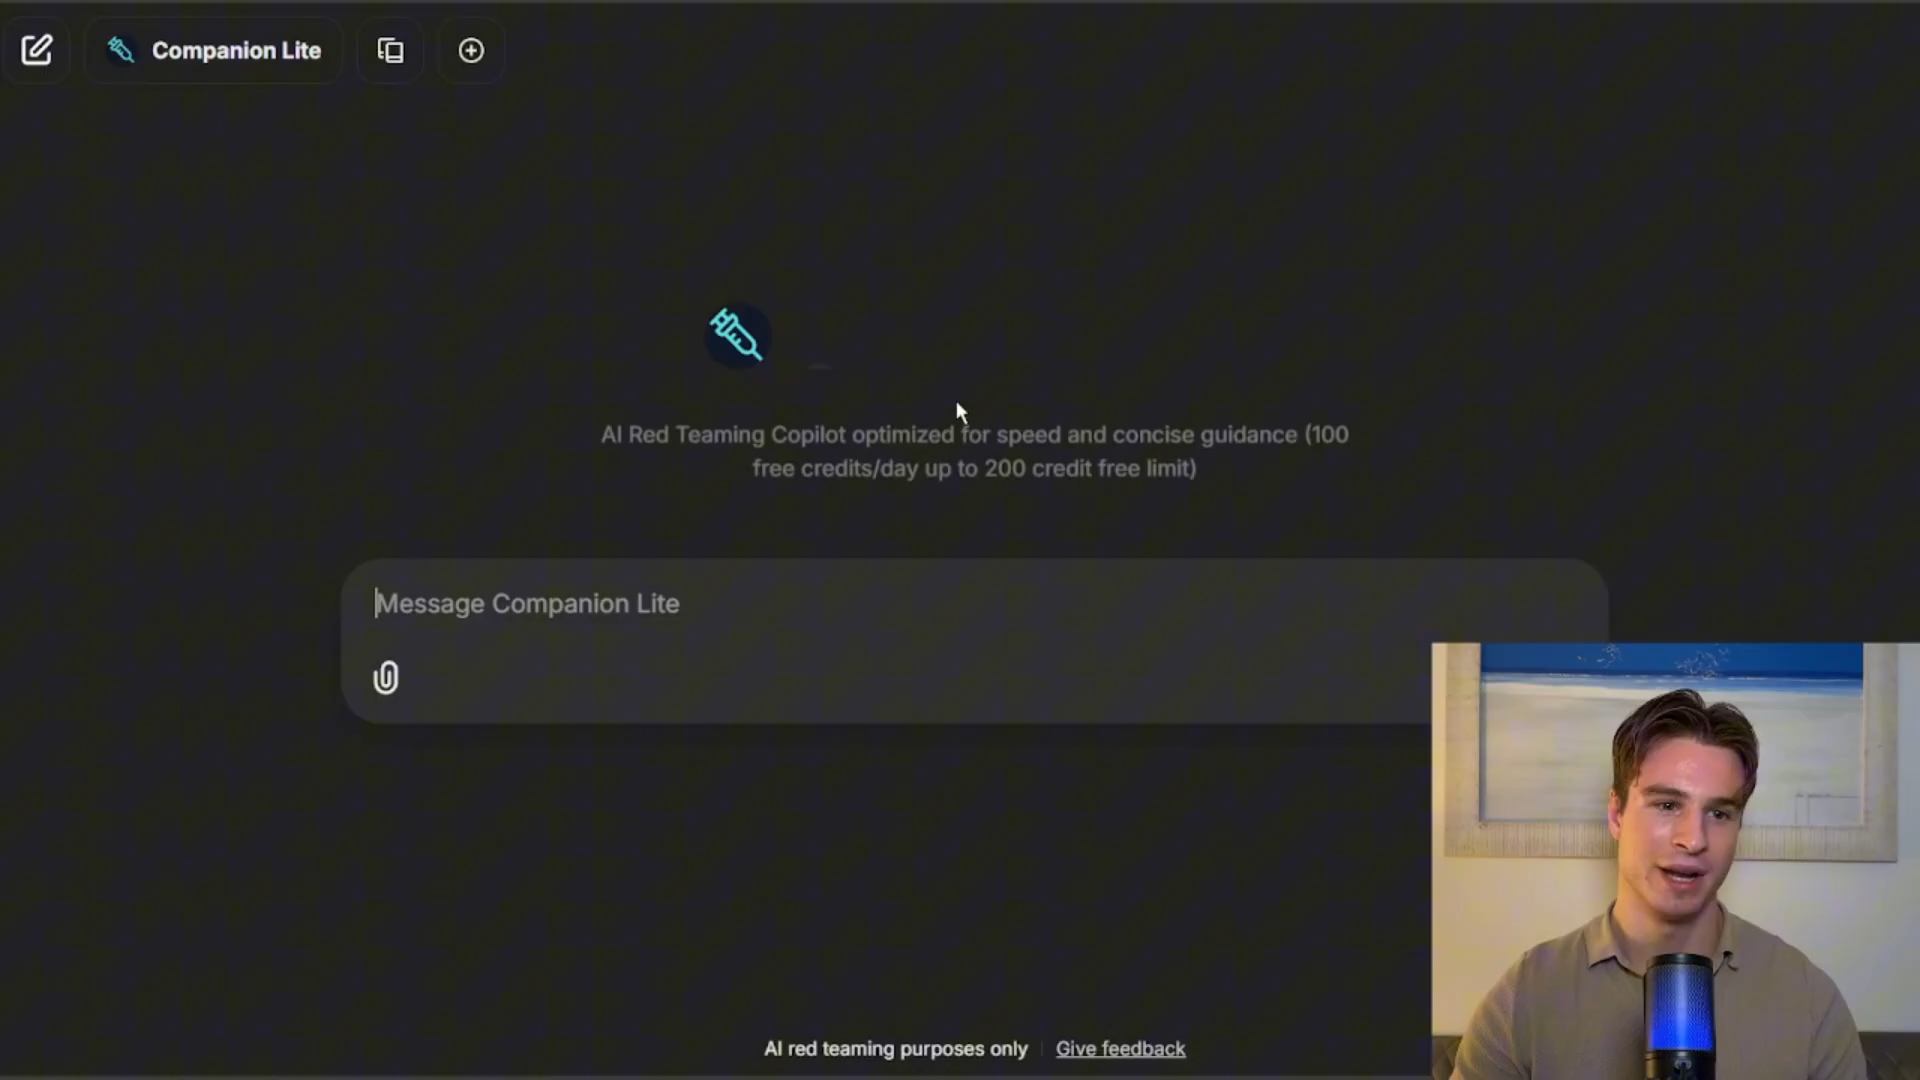 Companion Lite
AI Red Teaming Copilot optimized for speed and concise guidance (100
free credits/day up to 200 credit free limit)
Message Companion Lite
AI red teaming purposes only
Give feedback